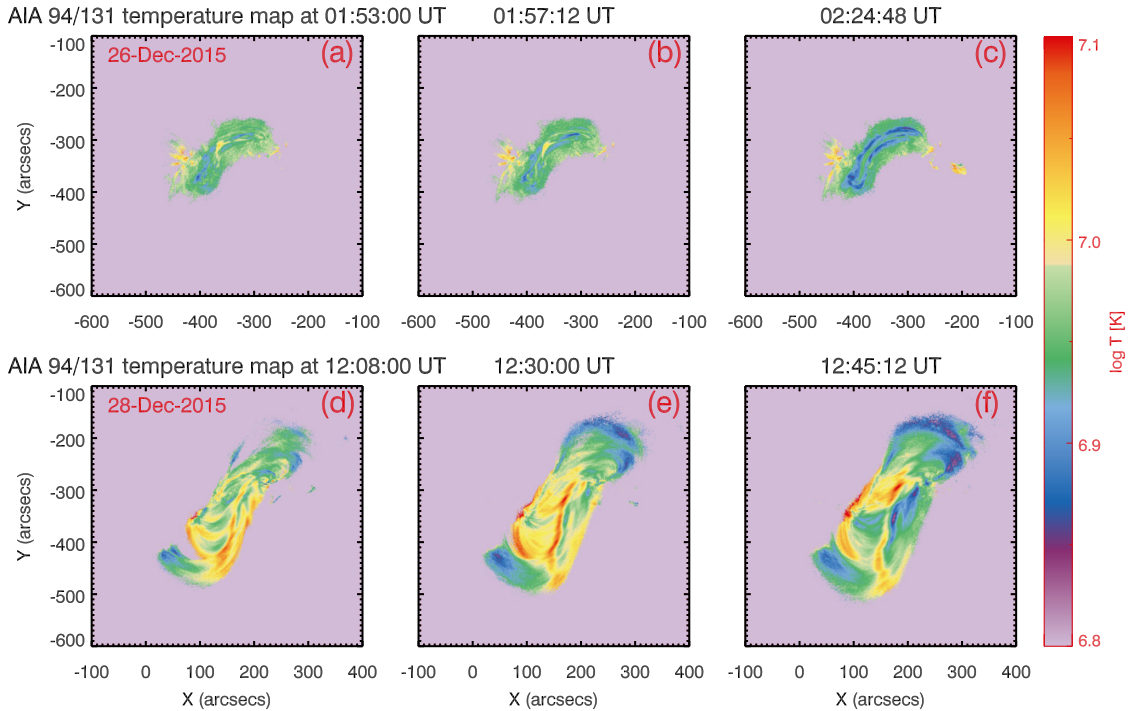 AIA 94/131 temperature map at 01:53:00 UT 01:57:12 UT 02:24:48 UT
26-Dec-2015 (a) (b) (c)
-100
-200
-300
-400
-500
-600
Y (arcsecs)
-600 -500 -400 -300 -200 -100 -600 -500 -400 -300 -200 -100 -600 -500 -400 -300 -200 -100
AIA 94/131 temperature map at 12:08:00 UT 12:30:00 UT 12:45:12 UT
28-Dec-2015 (d) (e) (f)
-100
-200
-300
-400
-500
-600
Y (arcsecs)
-100 0 100 200 300 400 -100 0 100 200 300 400 -100 0 100 200 300 400
X (arcsecs) X (arcsecs) X (arcsecs)
7.1
7.0
6.9
6.8
log T [K]